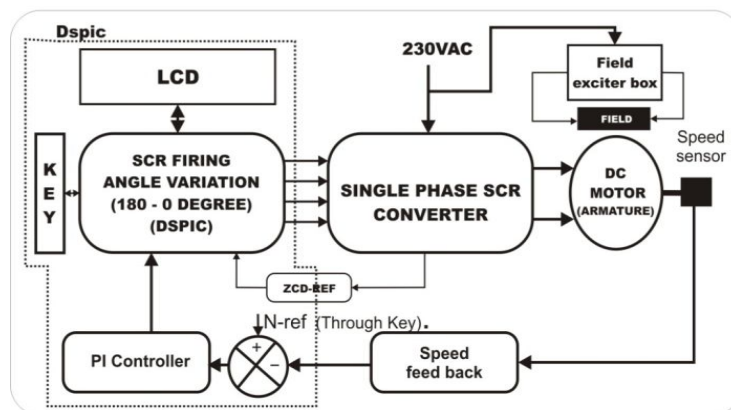 Dspic
LCD
230VAC
Field
exciter box
FIELD
Speed
sensor
KEY
SCR FIRING
ANGLE VARIATION
(180 - 0 DEGREE)
(DSPIC)
SINGLE PHASE SCR
CONVERTER
DC
MOTOR
(ARMATURE)
ZCD-REF
N-ref (Through Key).
PI Controller
+
−
Speed
feed back